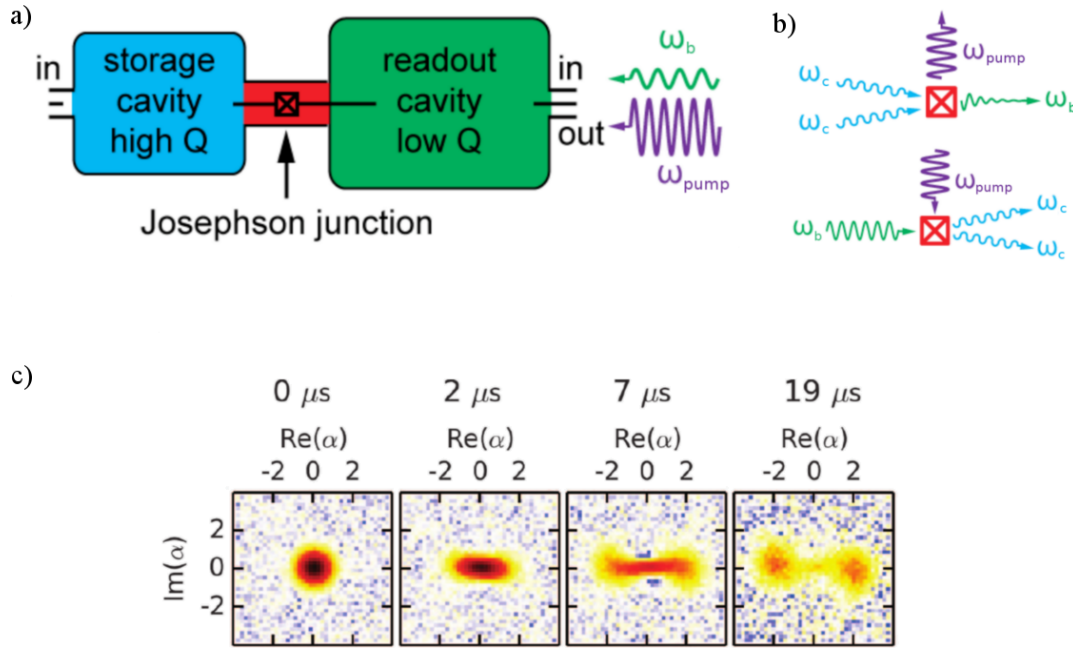 a)
in
storage
cavity
high Q
readout
cavity
low Q
in
out
ω_b
ω_pump
Josephson junction
b)
ω_c
ω_c
ω_pump
ω_b
ω_b
ω_pump
ω_c
ω_c
c)
0 μs 2 μs 7 μs 19 μs
Re(α) Re(α) Re(α) Re(α)
-2 0 2 -2 0 2 -2 0 2 -2 0 2
Im(α)
2
0
-2